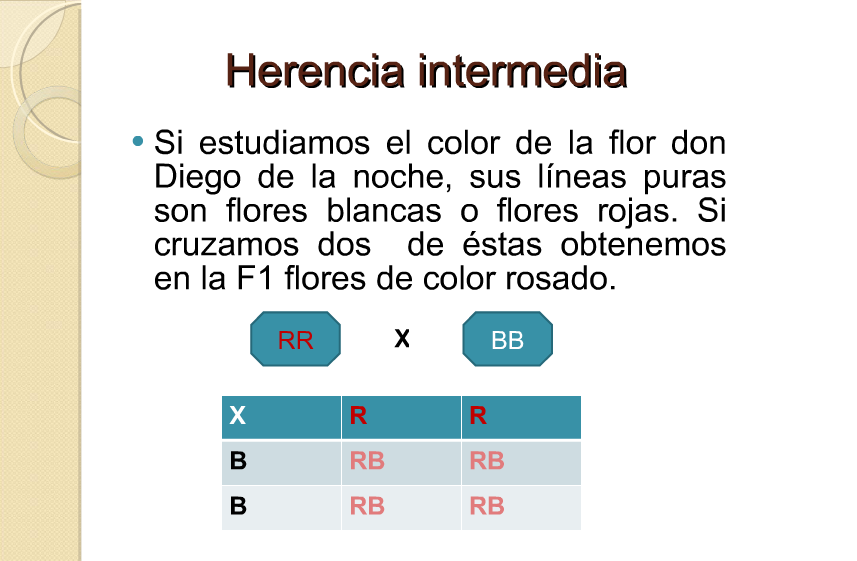 Herencia intermedia
• Si estudiamos el color de la flor don
Diego de la noche, sus líneas puras
son flores blancas o flores rojas. Si
cruzamos dos de éstas obtenemos
en la F1 flores de color rosado.
RR X BB
X R R
B RB RB
B RB RB